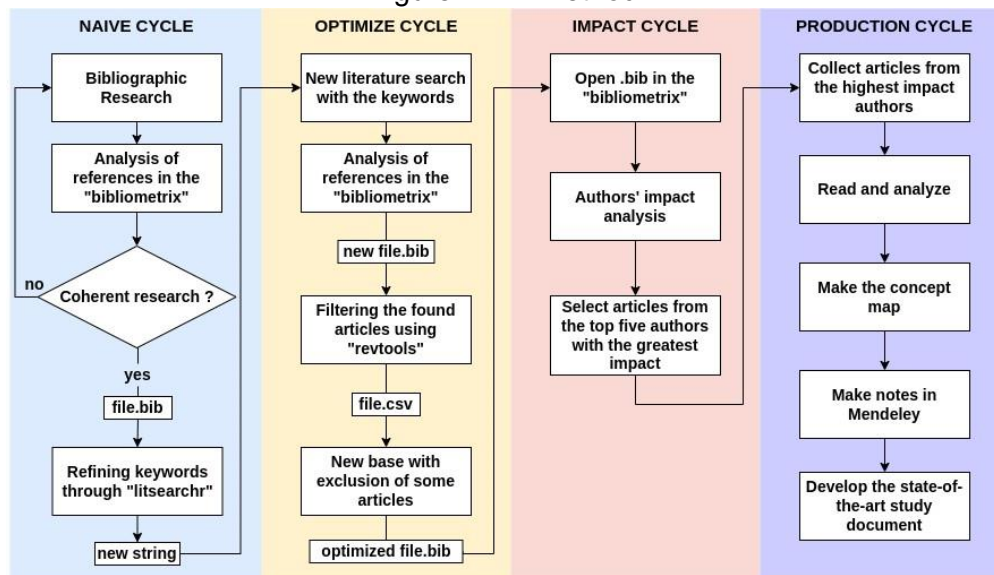 NAIVE CYCLE
Bibliographic
Research
Analysis of
references in the
"bibliometrix"
no
Coherent research ?
yes
file.bib
Refining keywords
through "litsearchr"
new string
OPTIMIZE CYCLE
New literature search
with the keywords
Analysis of
references in the
"bibliometrix"
new file.bib
Filtering the found
articles using
"revtools"
file.csv
New base with
exclusion of some
articles
optimized file.bib
IMPACT CYCLE
Open .bib in the
"bibliometrix"
Authors' impact
analysis
Select articles from
the top five authors
with the greatest
impact
PRODUCTION CYCLE
Collect articles from
the highest impact
authors
Read and analyze
Make the concept
map
Make notes in
Mendeley
Develop the state-of-
the-art study
document